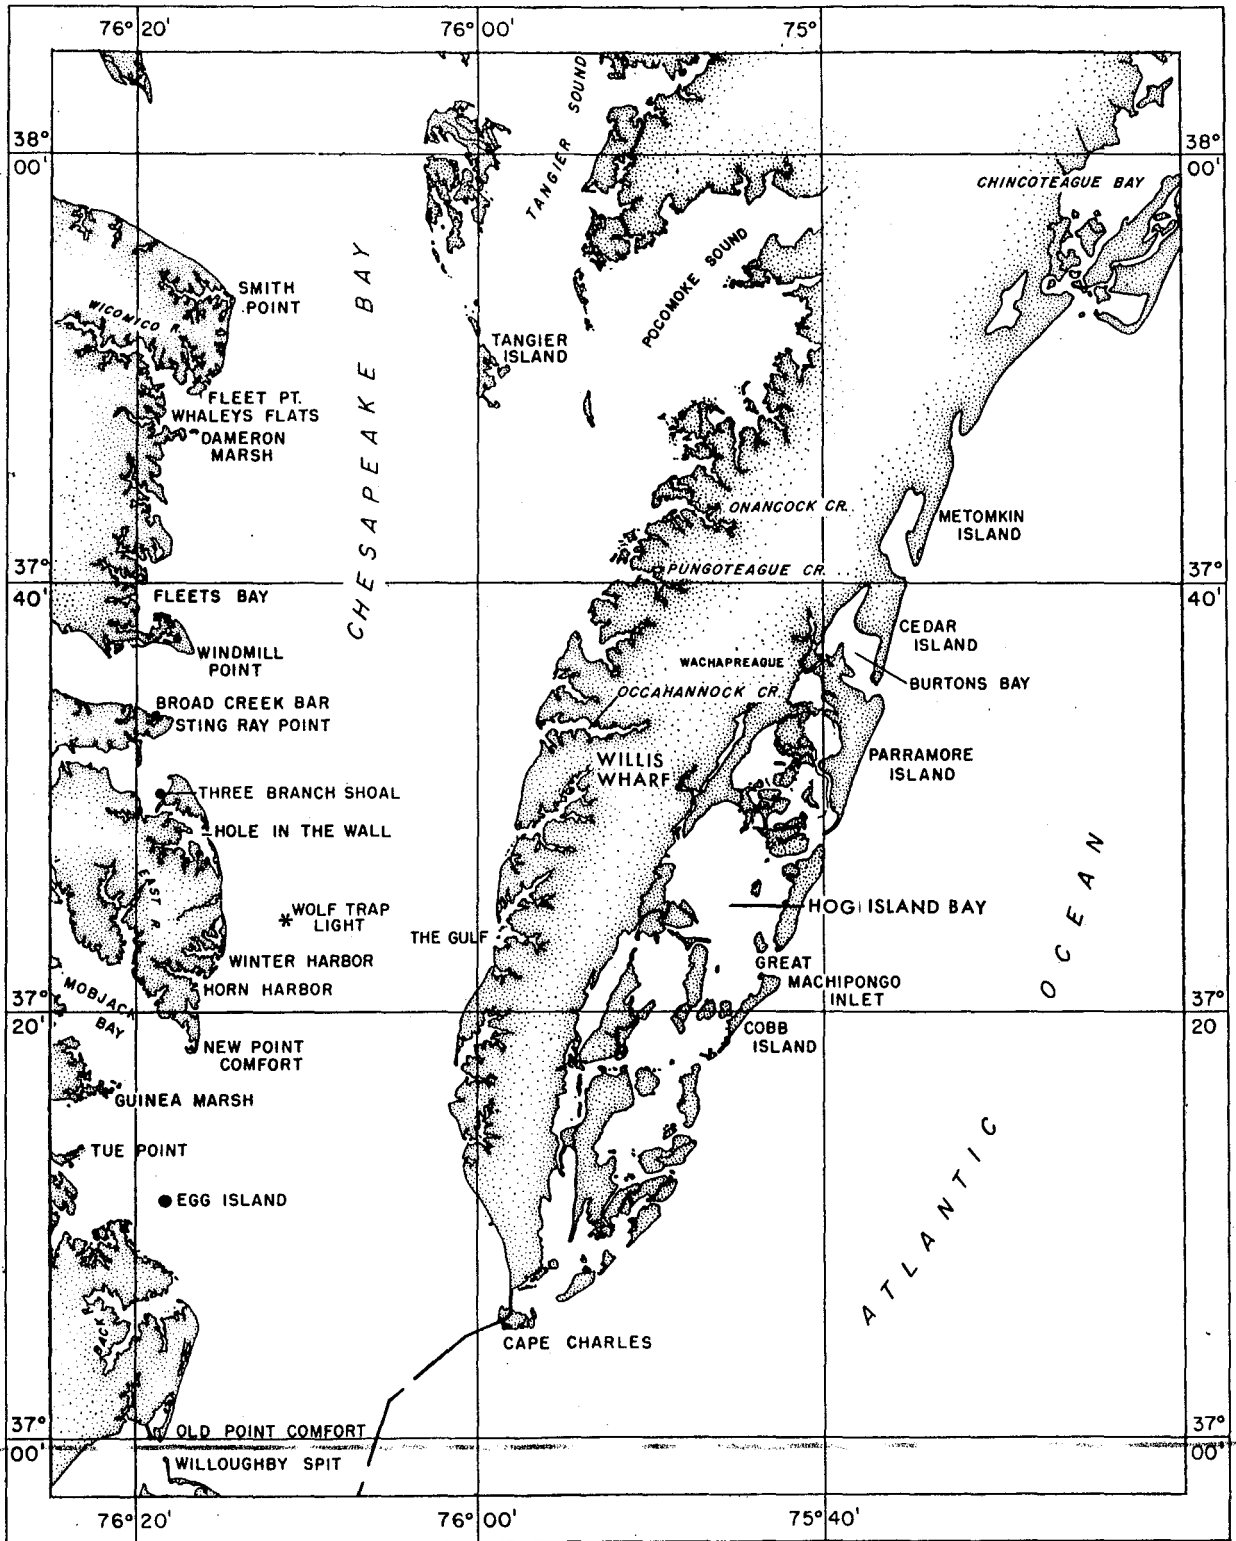 76°20'
76°00'
75°
38°
00'
38°
00'
TANGIER SOUND
CHINCOTEAGUE BAY
POCOMOKE SOUND
SMITH
POINT
WICOMICO R.
CHESAPEAKE BAY
TANGIER
ISLAND
FLEET PT.
WHALEYS FLATS
DAMERON
MARSH
ONANCOCK CR.
METOMKIN
ISLAND
PUNGOTEAGUE CR.
37°
40'
37°
40'
FLEETS BAY
CEDAR
ISLAND
WINDMILL
POINT
WACHAPREAGUE
BURTONS BAY
OCCAHANNOCK CR.
BROAD CREEK BAR
STING RAY POINT
WILLIS
WHARF
PARRAMORE
ISLAND
THREE BRANCH SHOAL
HOLE IN THE WALL
EAST R.
WOLF TRAP
LIGHT
HOG ISLAND BAY
THE GULF
WINTER HARBOR
GREAT
MACHIPONGO
INLET
HORN HARBOR
MOBJACK
BAY
37°
20'
37°
20
COBB
ISLAND
NEW POINT
COMFORT
GUINEA MARSH
TUE POINT
EGG ISLAND
ATLANTIC OCEAN
BACK
CAPE CHARLES
OLD POINT COMFORT
37°
00'
37°
00'
WILLOUGHBY SPIT
76°20'
76°00'
75°40'